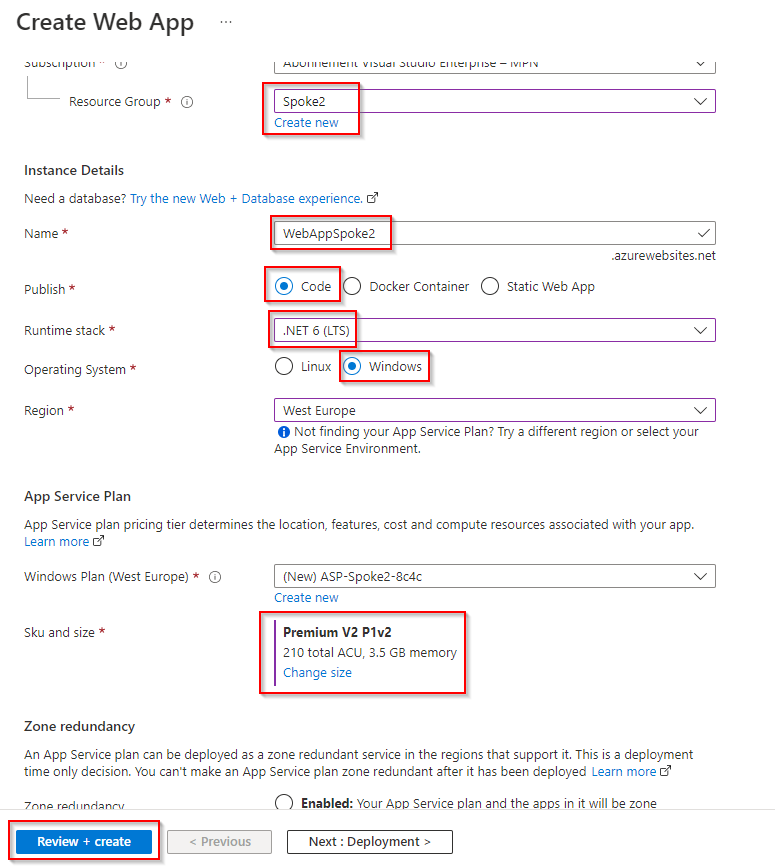 Create Web App ...
Subscription *
Abonnement Visual Studio Enterprise – MPN
Resource Group *
Spoke2
Create new
Instance Details
Need a database? Try the new Web + Database experience.
Name *
WebAppSpoke2
.azurewebsites.net
Publish *
Code
Docker Container
Static Web App
Runtime stack *
.NET 6 (LTS)
Operating System *
Linux
Windows
Region *
West Europe
Not finding your App Service Plan? Try a different region or select your
App Service Environment.
App Service Plan
App Service plan pricing tier determines the location, features, cost and compute resources associated with your app.
Learn more
Windows Plan (West Europe) *
(New) ASP-Spoke2-8c4c
Create new
Sku and size *
Premium V2 P1v2
210 total ACU, 3.5 GB memory
Change size
Zone redundancy
An App Service plan can be deployed as a zone redundant service in the regions that support it. This is a deployment
time only decision. You can't make an App Service plan zone redundant after it has been deployed Learn more
Zone redundancy
Enabled: Your App Service plan and the apps in it will be zone
Review + create
< Previous
Next : Deployment >